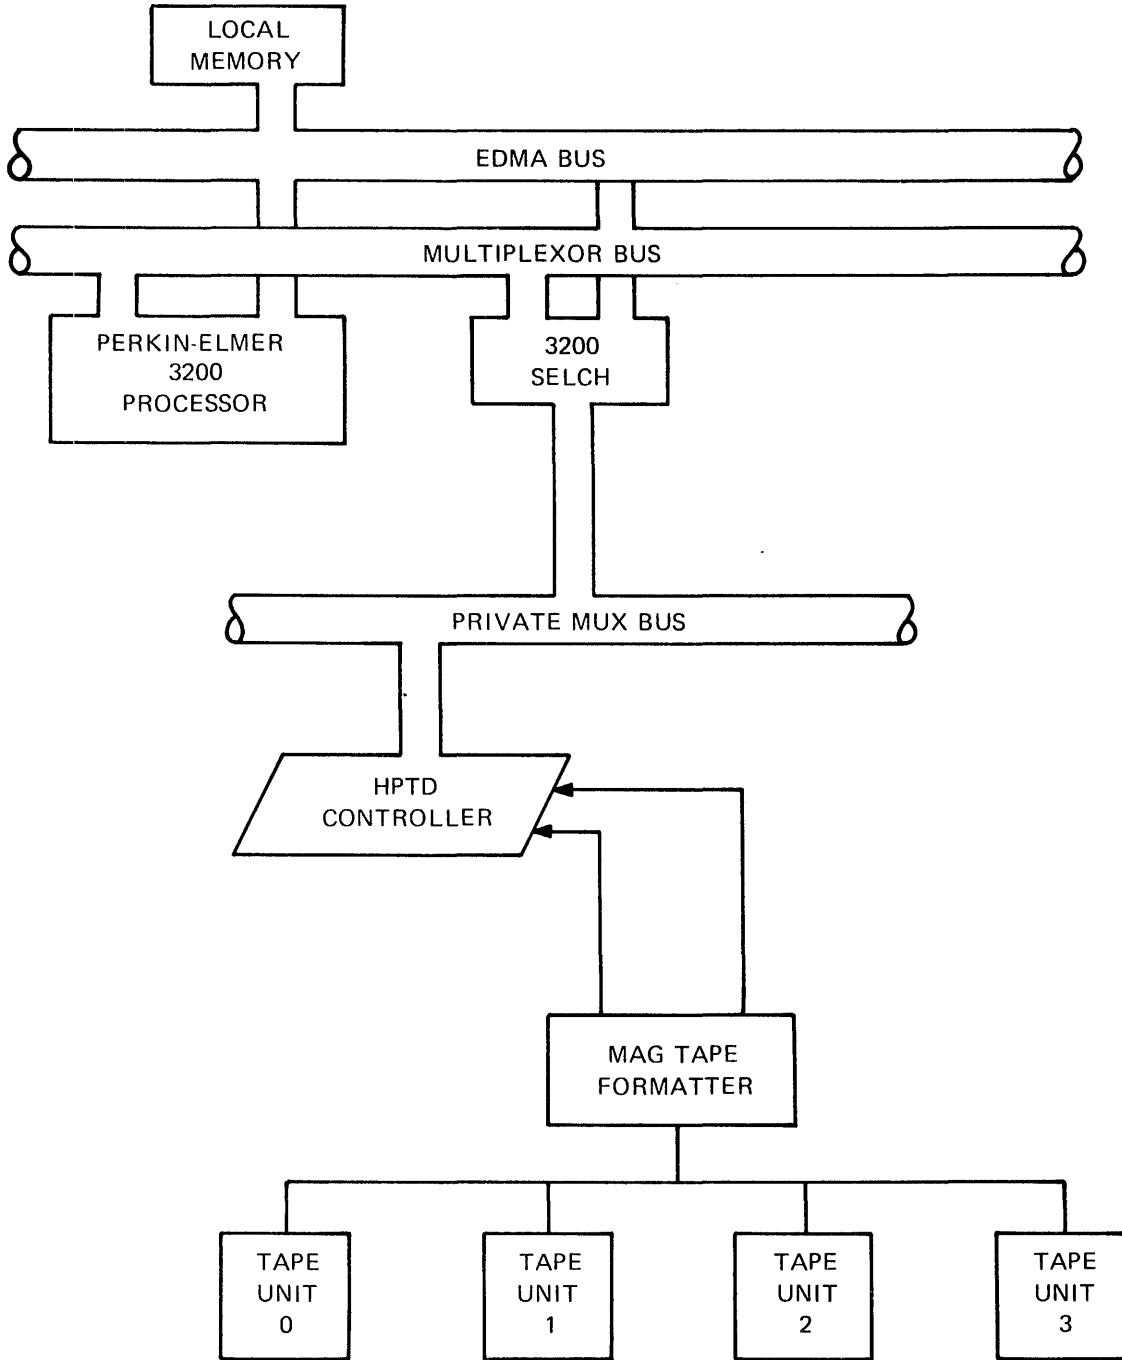 LOCAL
MEMORY
EDMA BUS
MULTIPLEXOR BUS
PERKIN-ELMER
3200
PROCESSOR
3200
SELCH
PRIVATE MUX BUS
HPTD
CONTROLLER
MAG TAPE
FORMATTER
TAPE
UNIT
0
TAPE
UNIT
1
TAPE
UNIT
2
TAPE
UNIT
3